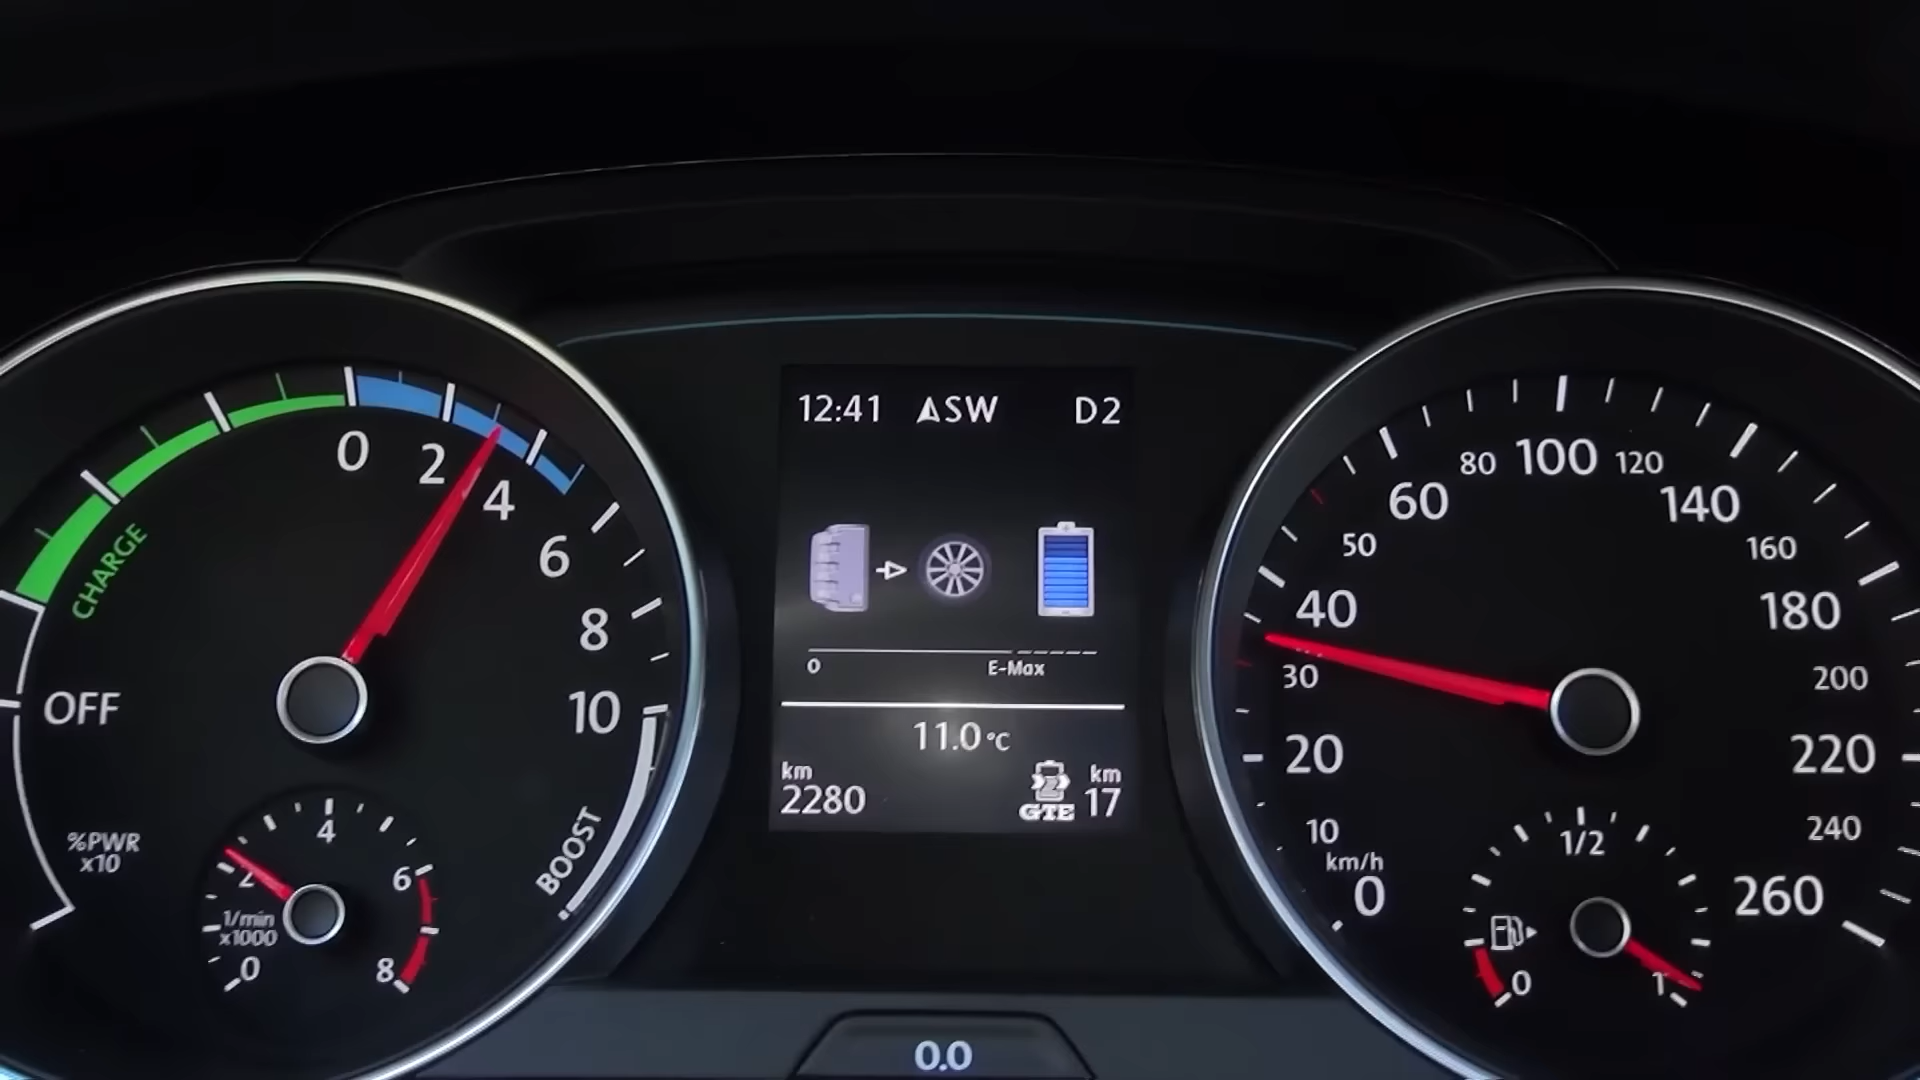 0
2
4
6
8
10
CHARGE
OFF
%PWR
x10
BOOST
0
2
4
6
8
1/min
x1000
12:41 SW D2
0 E-Max
11.0 °C
km
2280
GTE
km
17
0
10
20
30
40
50
60
80
100
120
140
160
180
200
220
240
260
km/h
0
1/2
1
0.0